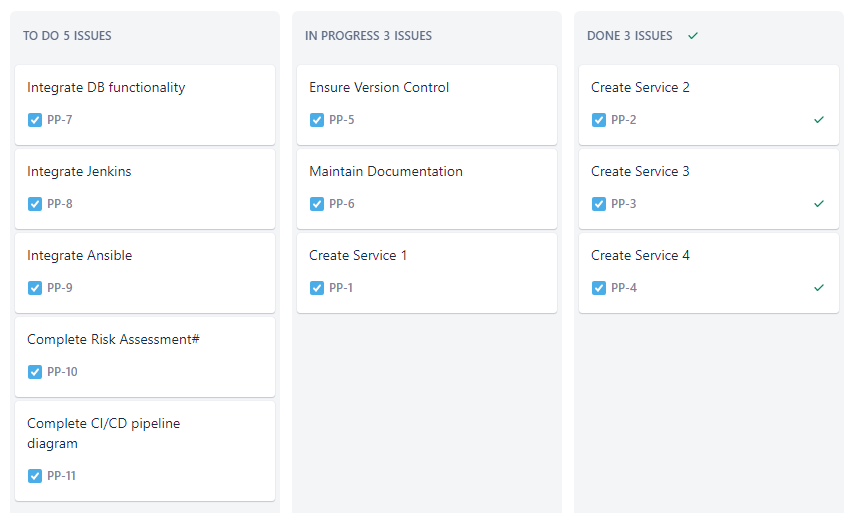 TO DO 5 ISSUES
Integrate DB functionality
PP-7
Integrate Jenkins
PP-8
Integrate Ansible
PP-9
Complete Risk Assessment#
PP-10
Complete CI/CD pipeline
diagram
PP-11
IN PROGRESS 3 ISSUES
Ensure Version Control
PP-5
Maintain Documentation
PP-6
Create Service 1
PP-1
DONE 3 ISSUES
Create Service 2
PP-2
Create Service 3
PP-3
Create Service 4
PP-4